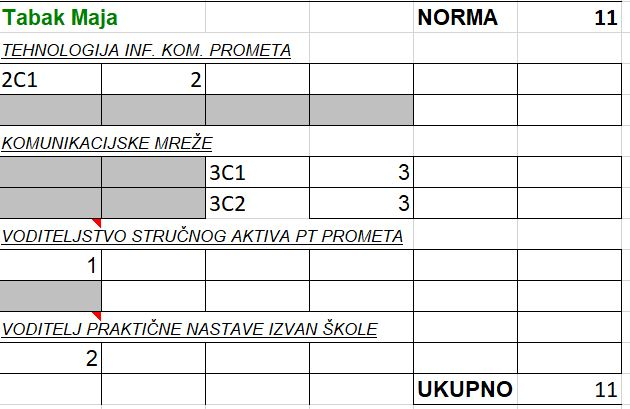 Tabak Maja NORMA 11
TEHNOLOGIJA INF. KOM. PROMETA
2C1 2
KOMUNIKACIJSKE MREŽE
3C1 3
3C2 3
VODITELJSTVO STRUČNOG AKTIVA PT PROMETA
1
VODITELJ PRAKTIČNE NASTAVE IZVAN ŠKOLE
2
UKUPNO 11